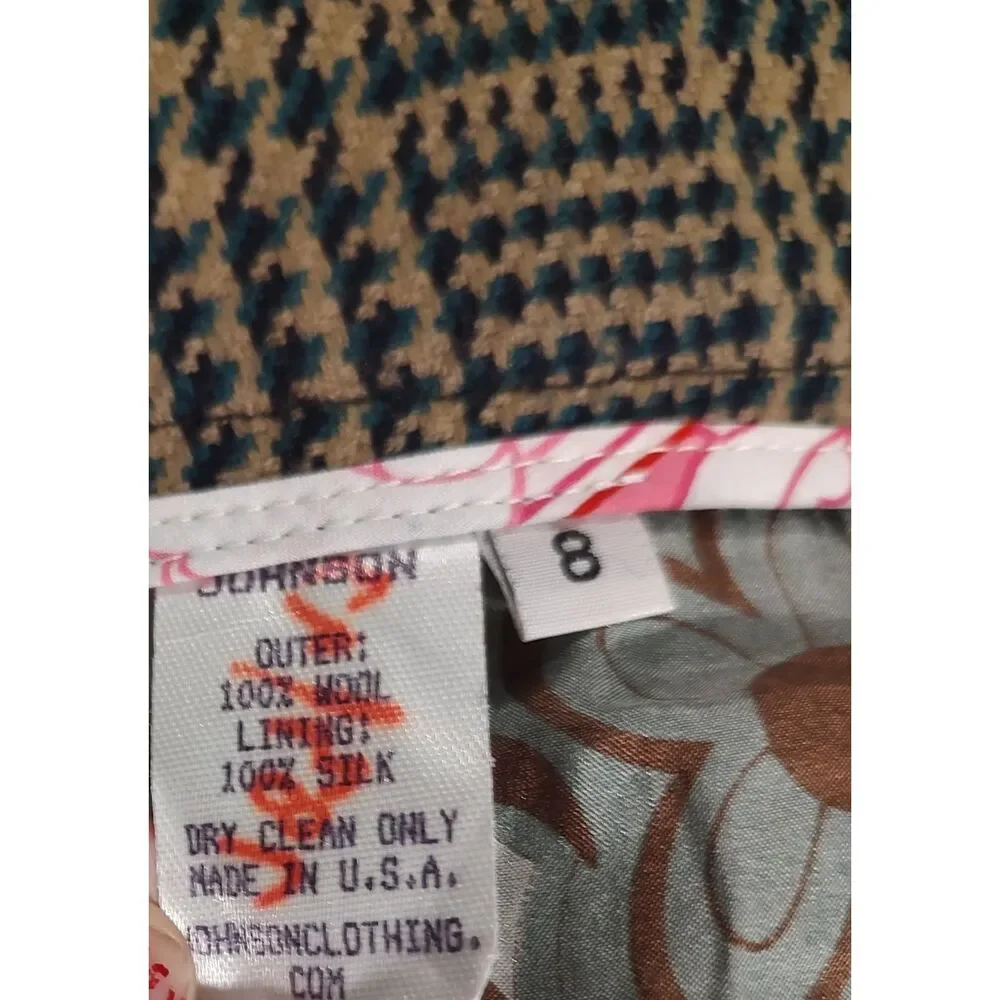 JOHNSON
8
OUTER:
100% WOOL
LINING:
100% SILK
DRY CLEAN ONLY
MADE IN U.S.A.
JOHNSONCLOTHING.
COM